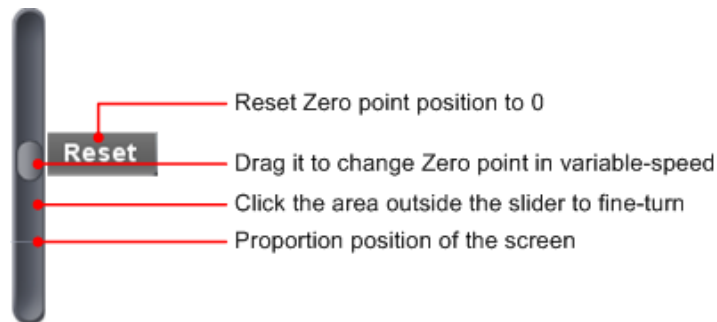 Reset Zero point position to 0
Reset
Drag it to change Zero point in variable-speed
Click the area outside the slider to fine-turn
Proportion position of the screen